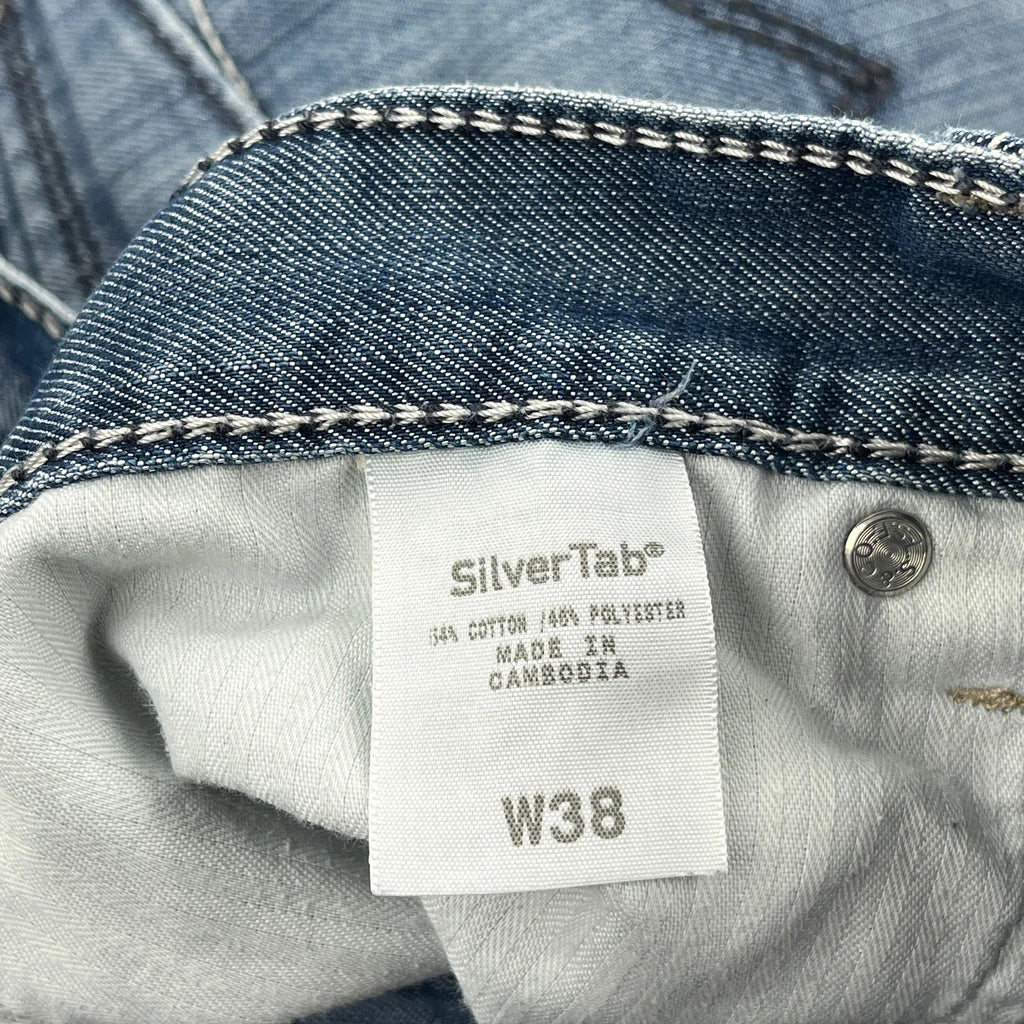 SilverTab®
54% COTTON /46% POLYESTER
MADE IN
CAMBODIA
W38